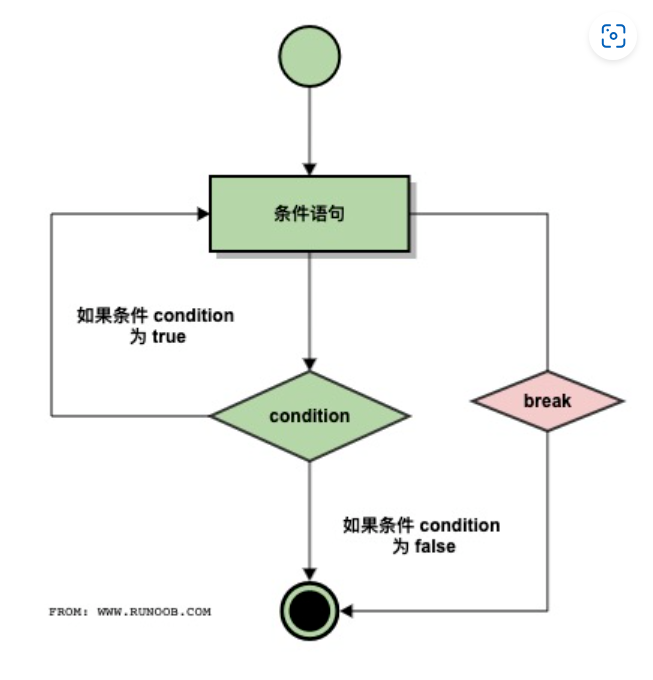 条件语句
如果条件 condition
为 true
condition
break
如果条件 condition
为 false
FROM: WWW.RUNOOB.COM